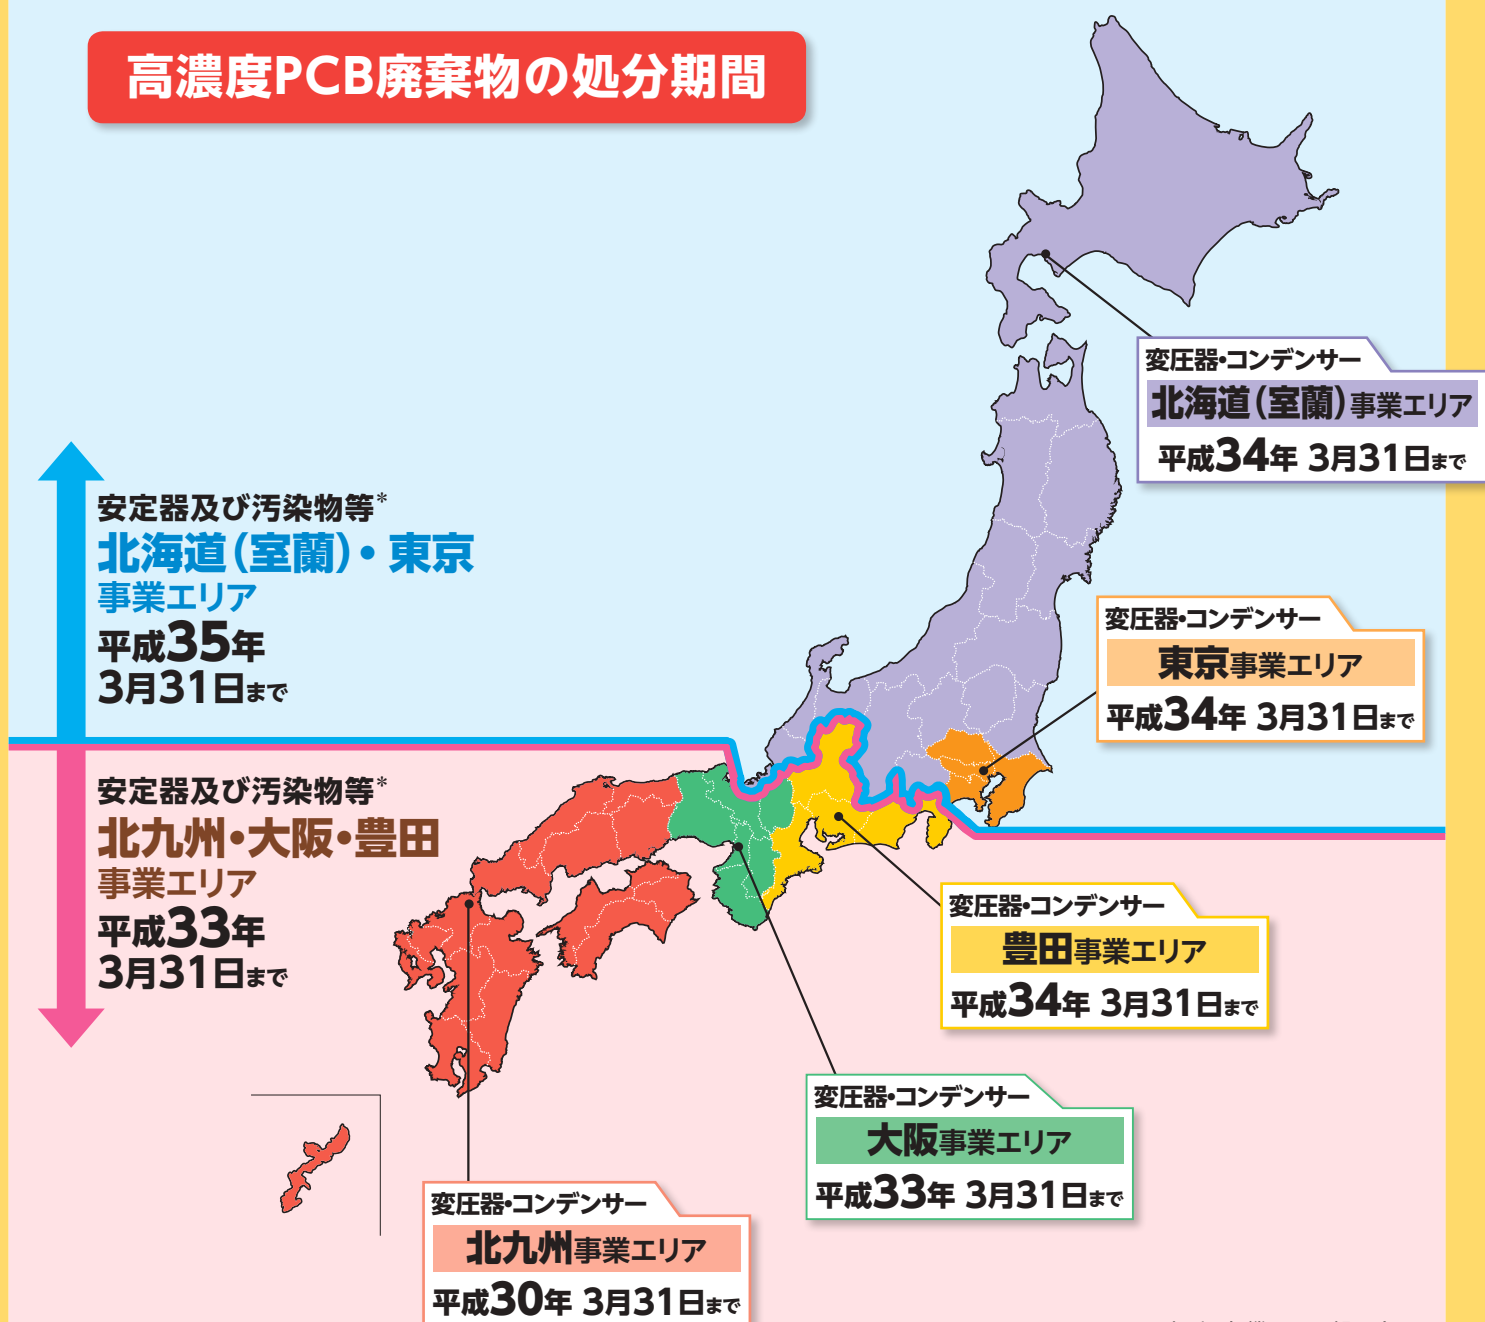 高濃度PCB廃棄物の処分期間
変圧器・コンデンサー
北海道(室蘭)事業エリア
平成34年 3月31日まで
安定器及び汚染物等*
北海道(室蘭)・東京
事業エリア
平成35年
3月31日まで
変圧器・コンデンサー
東京事業エリア
平成34年 3月31日まで
安定器及び汚染物等*
北九州・大阪・豊田
事業エリア
平成33年
3月31日まで
変圧器・コンデンサー
豊田事業エリア
平成34年 3月31日まで
変圧器・コンデンサー
大阪事業エリア
平成33年 3月31日まで
変圧器・コンデンサー
北九州事業エリア
平成30年 3月31日まで